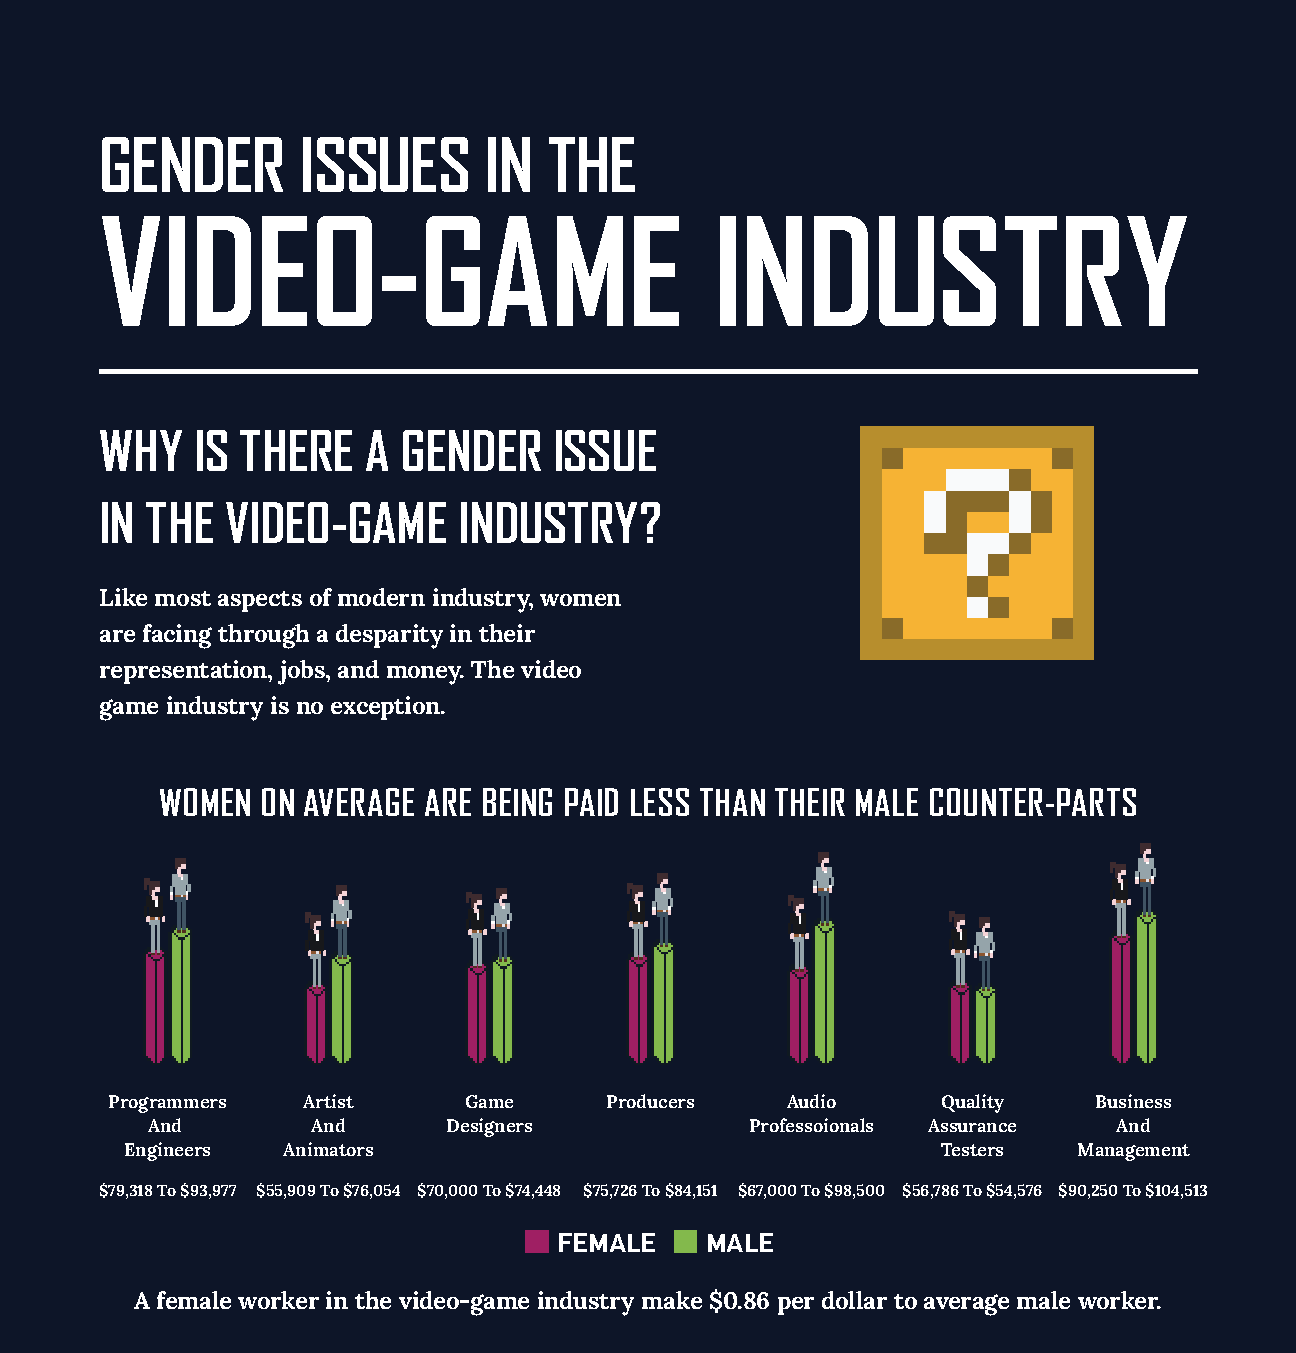 GENDER ISSUES IN THE
VIDEO-GAME INDUSTRY
WHY IS THERE A GENDER ISSUE
IN THE VIDEO-GAME INDUSTRY?
?
Like most aspects of modern industry, women
are facing through a desparity in their
representation, jobs, and money. The video
game industry is no exception.
WOMEN ON AVERAGE ARE BEING PAID LESS THAN THEIR MALE COUNTER-PARTS
Programmers
And
Engineers
$79,318 To $93,977
Artist
And
Animators
$55,909 To $76,054
Game
Designers
$70,000 To $74,448
Producers
$75,726 To $84,151
Audio
Professoionals
$67,000 To $98,500
Quality
Assurance
Testers
$56,786 To $54,576
Business
And
Management
$90,250 To $104,513
FEMALE MALE
A female worker in the video-game industry make $0.86 per dollar to average male worker.